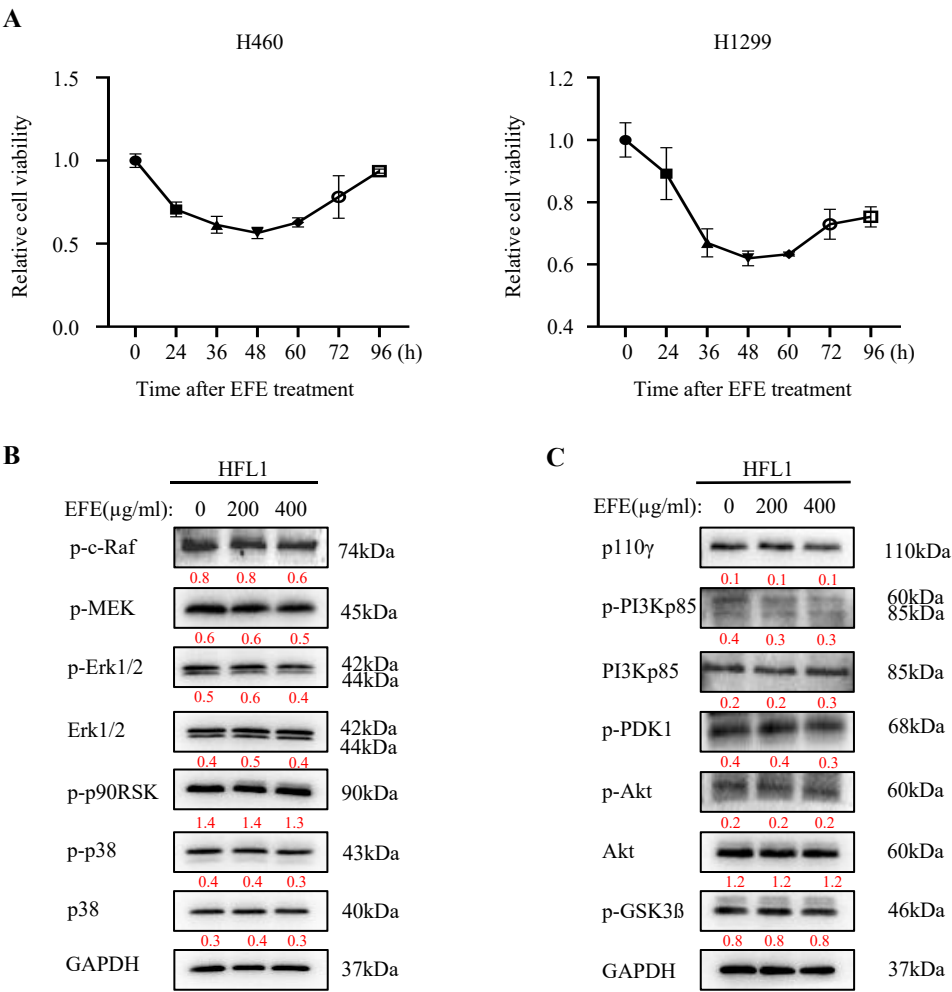 A
H460
1.5
1.0
0.5
0.0
Relative cell viability
0 24 36 48 60 72 96 (h)
Time after EFE treatment
H1299
1.2
1.0
0.8
0.6
0.4
Relative cell viability
0 24 36 48 60 72 96 (h)
Time after EFE treatment
B
HFL1
EFE(µg/ml): 0 200 400
p-c-Raf 74kDa
0.8 0.8 0.6
p-MEK 45kDa
0.6 0.6 0.5
p-Erk1/2 42kDa
44kDa
0.5 0.6 0.4
Erk1/2 42kDa
44kDa
0.4 0.5 0.4
p-p90RSK 90kDa
1.4 1.4 1.3
p-p38 43kDa
0.4 0.4 0.3
p38 40kDa
0.3 0.4 0.3
GAPDH 37kDa
C
HFL1
EFE(µg/ml): 0 200 400
p110γ 110kDa
0.1 0.1 0.1
p-PI3Kp85 60kDa
85kDa
0.4 0.3 0.3
PI3Kp85 85kDa
0.2 0.2 0.3
p-PDK1 68kDa
0.4 0.4 0.3
p-Akt 60kDa
0.2 0.2 0.2
Akt 60kDa
1.2 1.2 1.2
p-GSK3ß 46kDa
0.8 0.8 0.8
GAPDH 37kDa